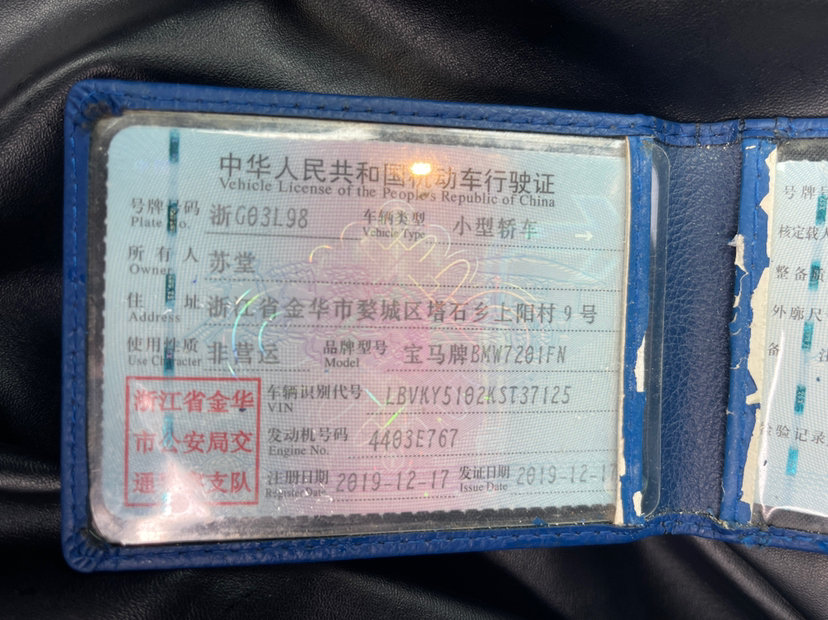 中华人民共和国机动车行驶证
Vehicle License of the People's Republic of China
号牌号码 浙G03L98 车辆类型 小型轿车
Plate No. Vehicle Type
所有人 苏堂
Owner
住址 浙江省金华市婺城区塔石乡上阳村9号
Address
使用性质 非营运 品牌型号 宝马牌BMW7201FN
Use Character Model
浙江省金华
市公安局交
通警察支队
车辆识别代号 LBVKY5102KST37125
VIN
发动机号码 4403E767
Engine No.
注册日期 2019-12-17 发证日期 2019-12-17
Register Date Issue Date
号牌
核定载人
整备质
外廓尺
备
检验记录